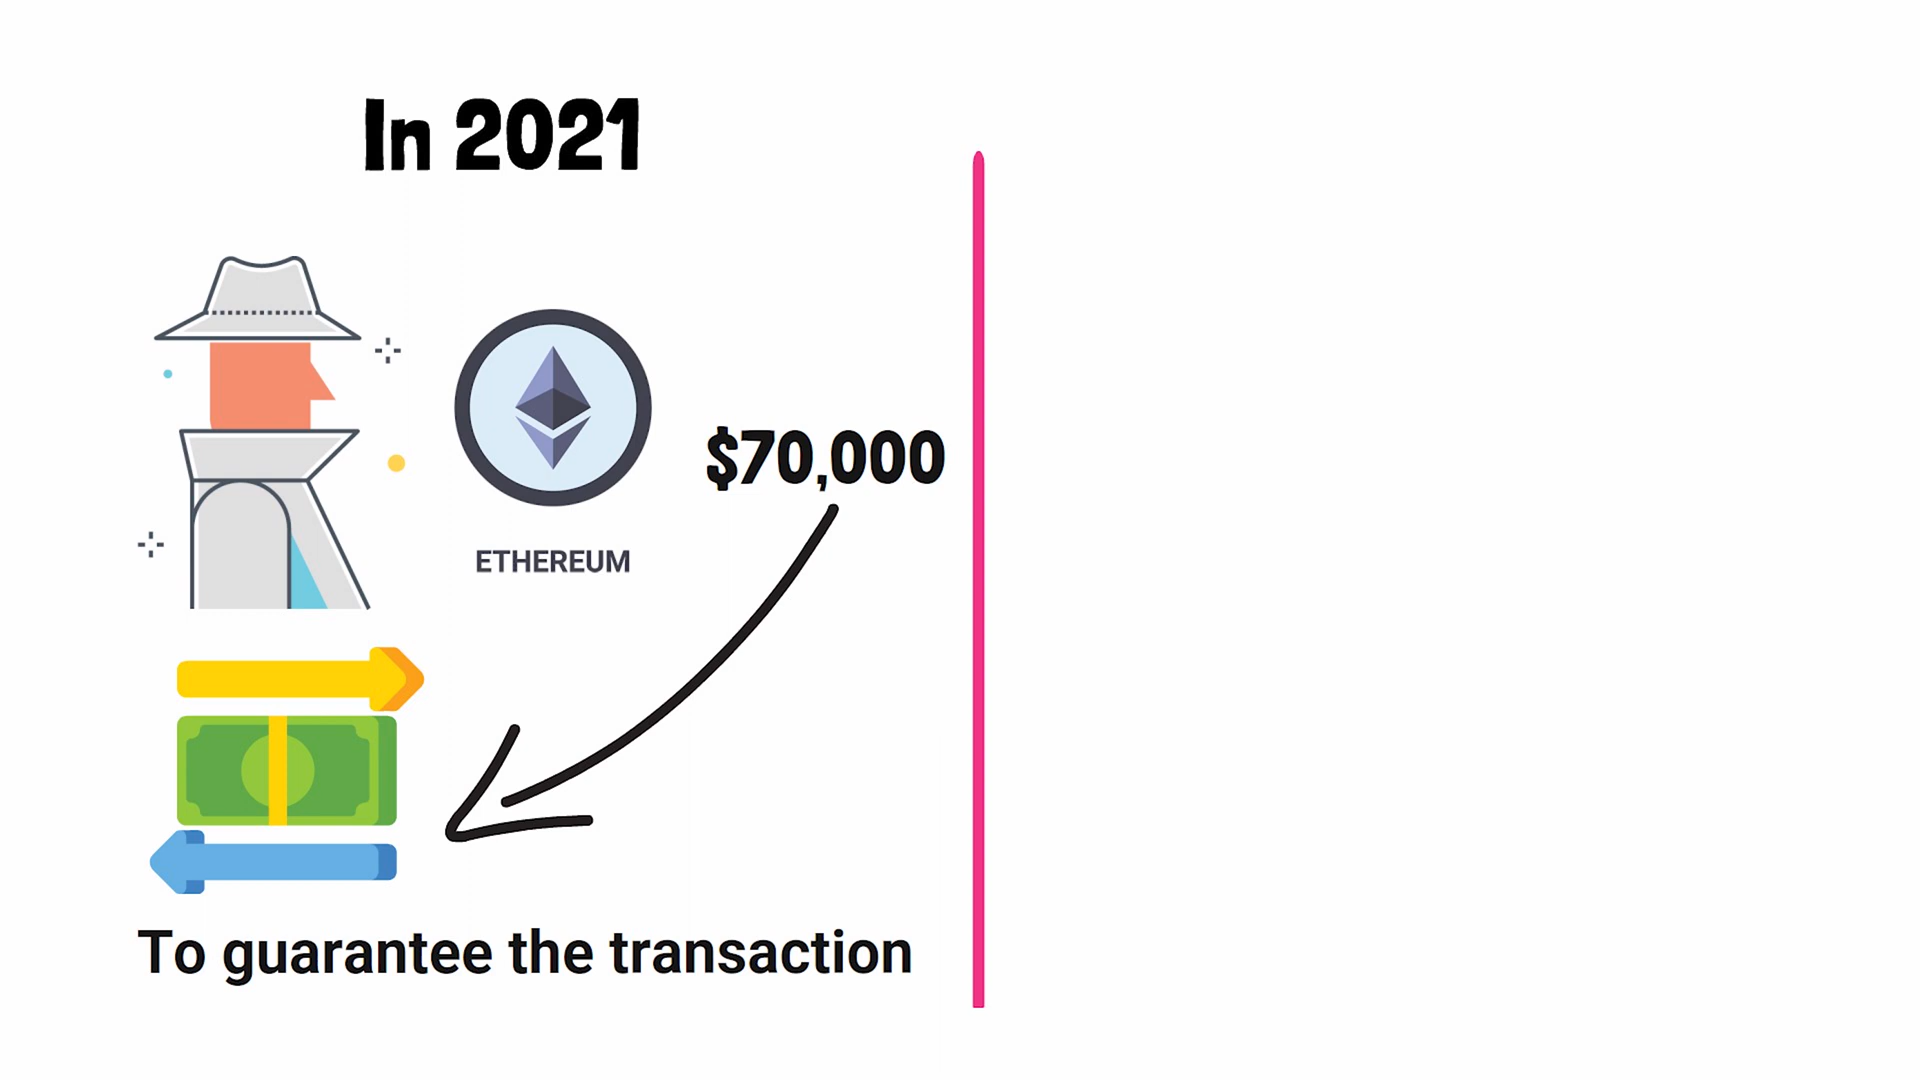 In 2021
$70,000
ETHEREUM
To guarantee the transaction